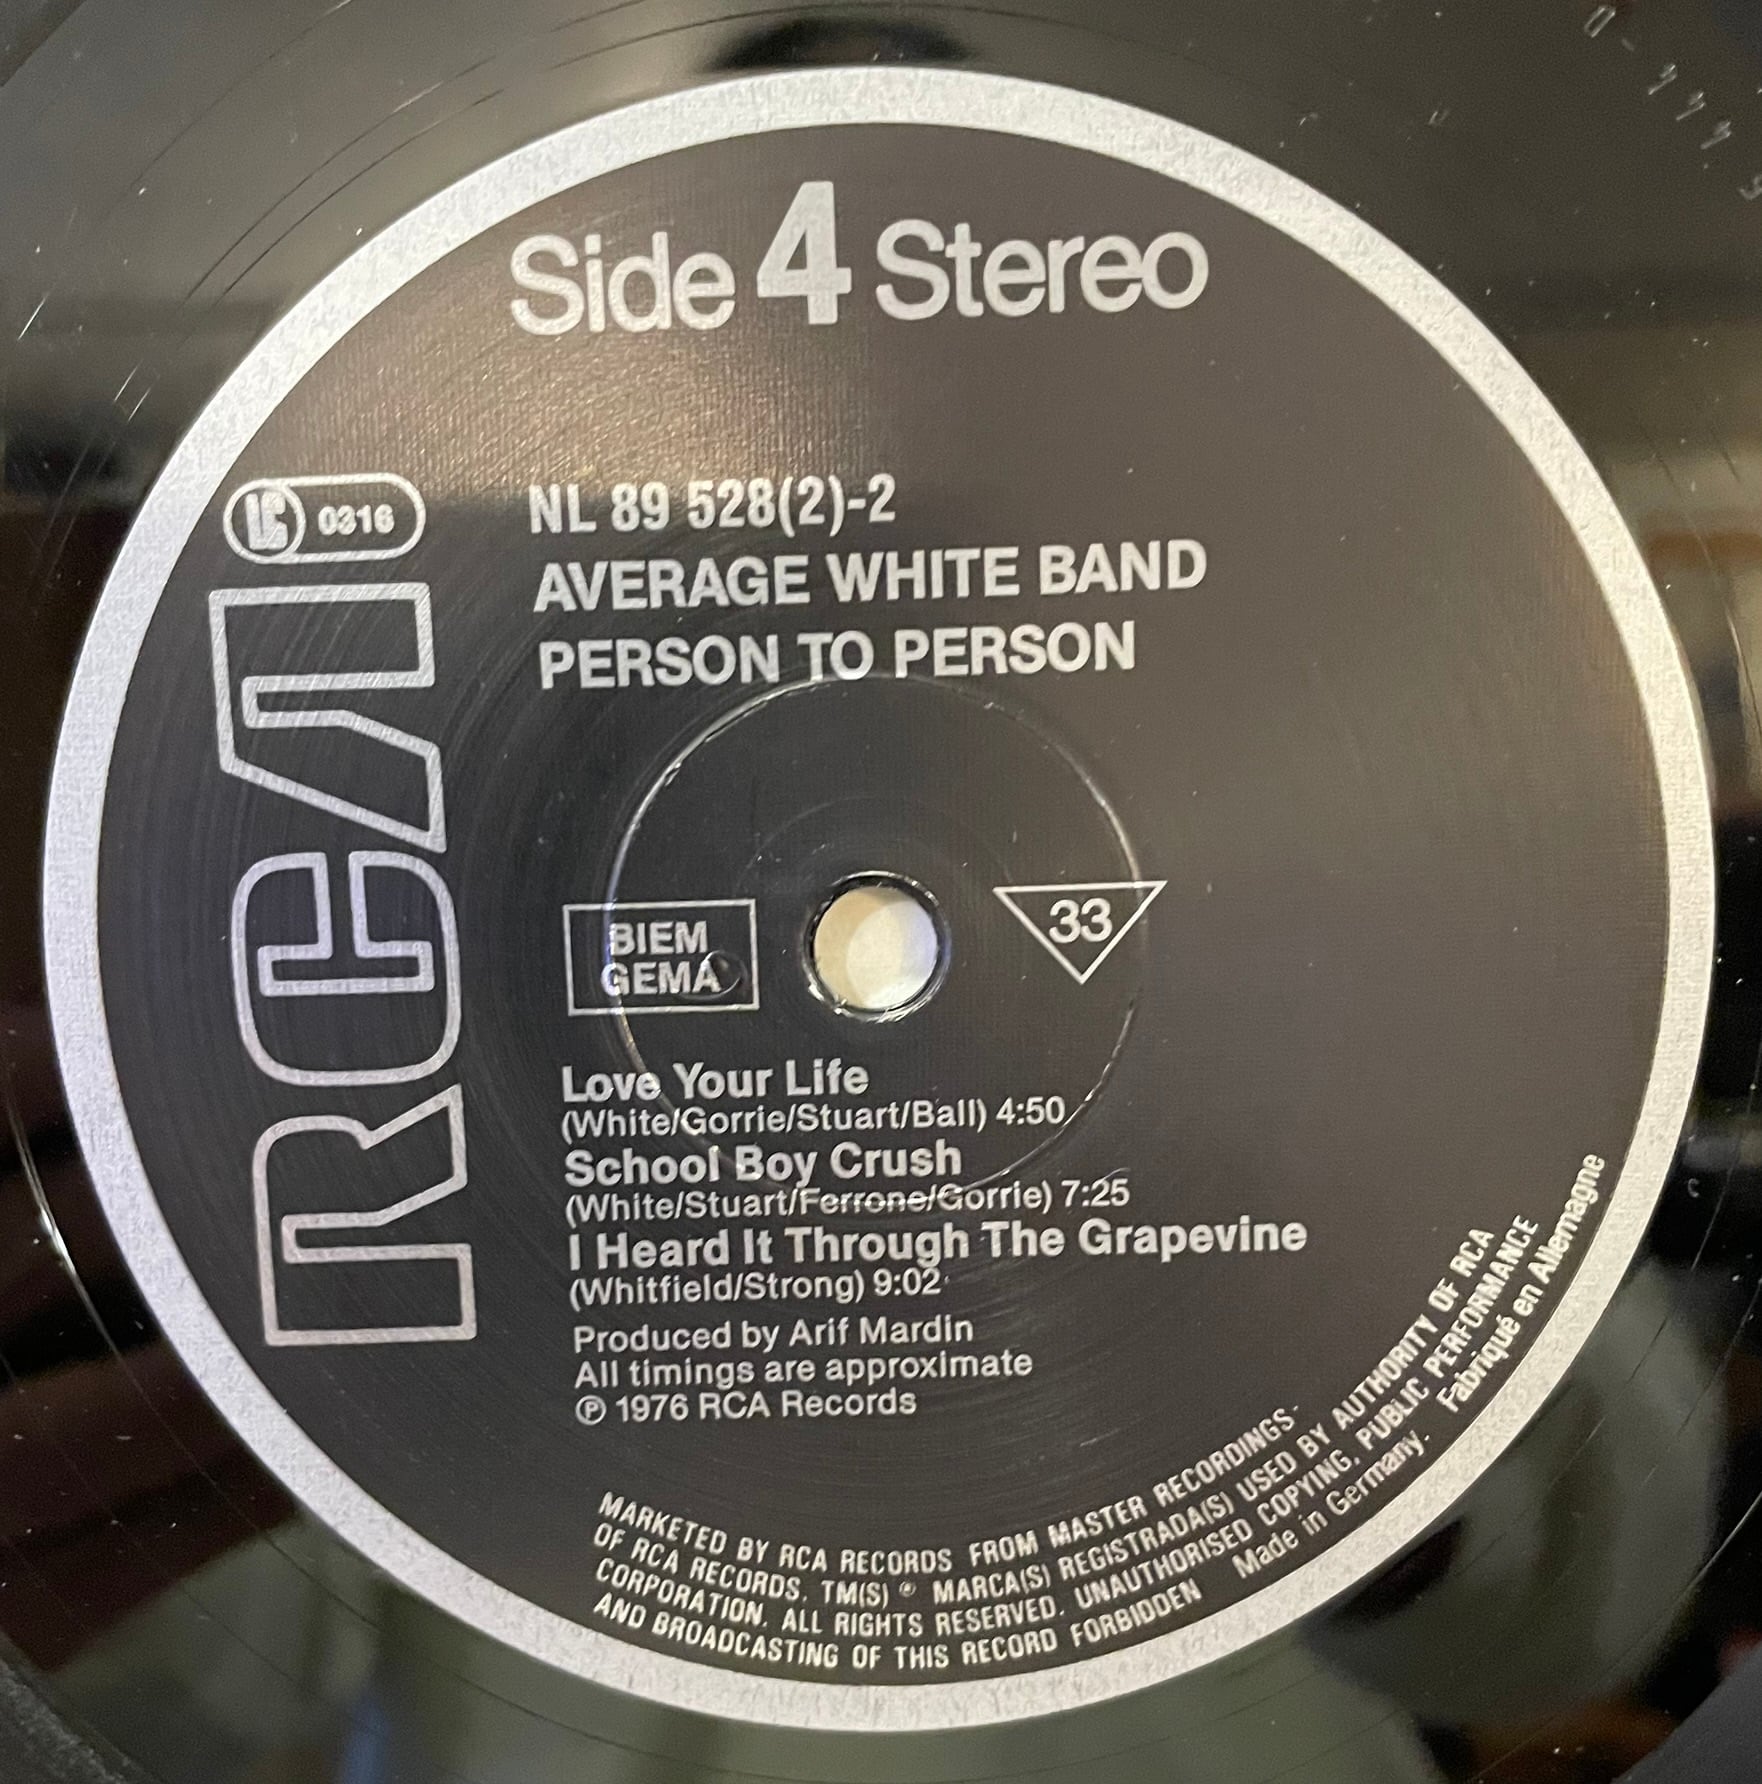 Side 4 Stereo
LC 0316
NL 89 528(2)-2
AVERAGE WHITE BAND
PERSON TO PERSON
RCA
BIEM
GEMA
33
Love Your Life
(White/Gorrie/Stuart/Ball) 4:50
School Boy Crush
(White/Stuart/Ferrone/Gorrie) 7:25
I Heard It Through The Grapevine
(Whitfield/Strong) 9:02
Produced by Arif Mardin
All timings are approximate
℗ 1976 RCA Records
MARKETED BY RCA RECORDS FROM MASTER RECORDINGS
OF RCA RECORDS. TM(S) ® MARCA(S) REGISTRADA(S) USED BY AUTHORITY OF RCA
CORPORATION. ALL RIGHTS RESERVED. UNAUTHORISED COPYING, PUBLIC PERFORMANCE
AND BROADCASTING OF THIS RECORD FORBIDDEN Made in Germany. Fabriqué en Allemagne